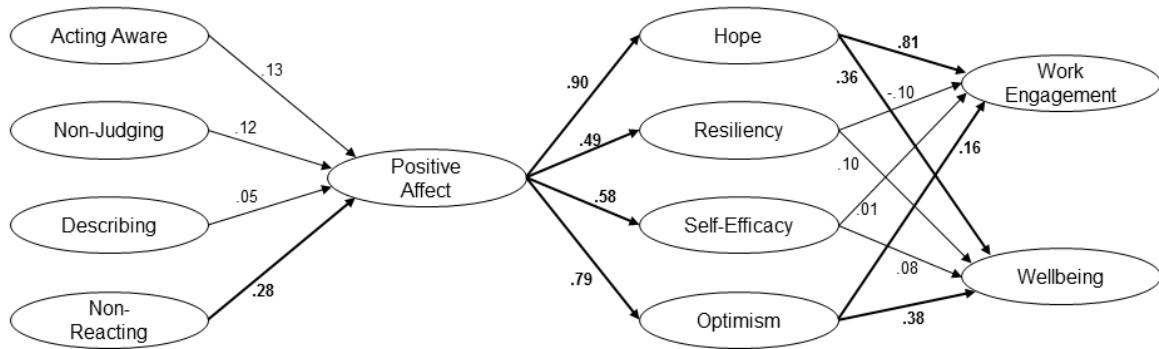 Acting Aware
Non-Judging
Describing
Non-
Reacting
.13
.12
.05
.28
Positive
Affect
.90
.49
.58
.79
Hope
Resiliency
Self-Efficacy
Optimism
.81
.36
-.10
.10
.16
.01
.08
.38
Work
Engagement
Wellbeing